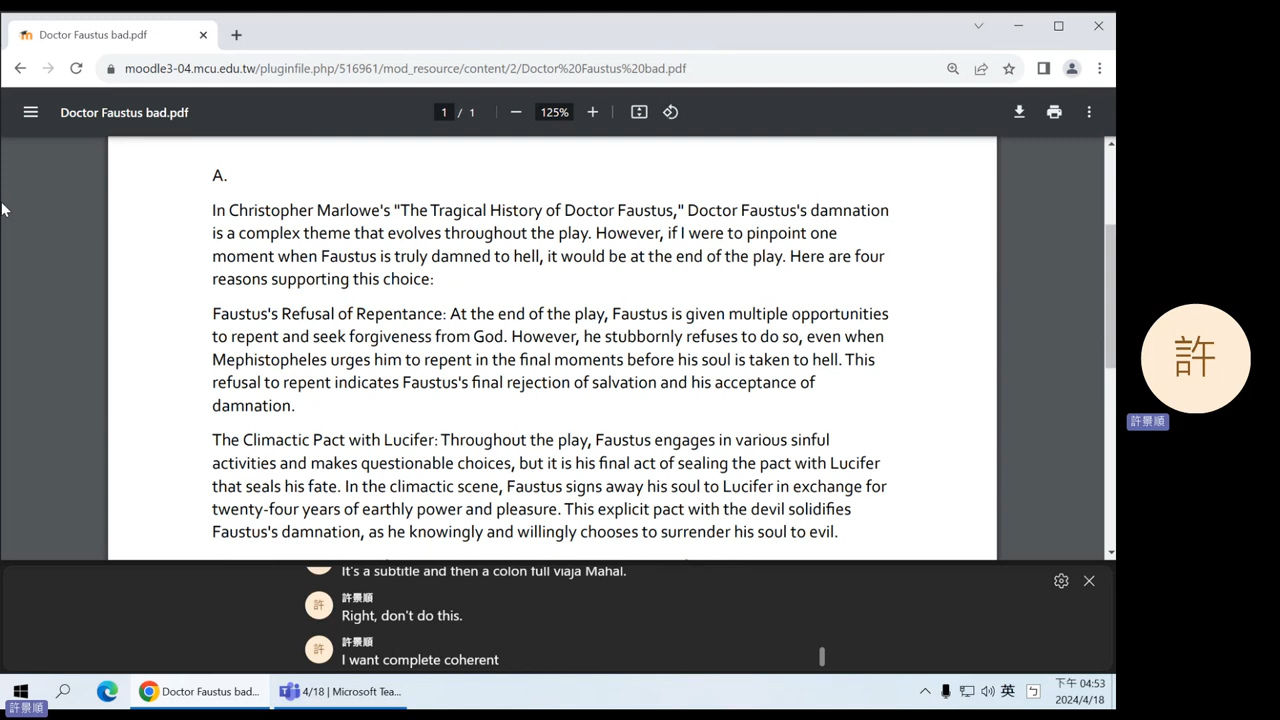 Doctor Faustus bad.pdf
moodle3-04.mcu.edu.tw/pluginfile.php/516961/mod_resource/content/2/Doctor%20Faustus%20bad.pdf
Doctor Faustus bad.pdf
1 / 1
125%
A.
In Christopher Marlowe's "The Tragical History of Doctor Faustus," Doctor Faustus's damnation
is a complex theme that evolves throughout the play. However, if I were to pinpoint one
moment when Faustus is truly damned to hell, it would be at the end of the play. Here are four
reasons supporting this choice:
Faustus's Refusal of Repentance: At the end of the play, Faustus is given multiple opportunities
to repent and seek forgiveness from God. However, he stubbornly refuses to do so, even when
Mephistopheles urges him to repent in the final moments before his soul is taken to hell. This
refusal to repent indicates Faustus's final rejection of salvation and his acceptance of
damnation.
The Climactic Pact with Lucifer: Throughout the play, Faustus engages in various sinful
activities and makes questionable choices, but it is his final act of sealing the pact with Lucifer
that seals his fate. In the climactic scene, Faustus signs away his soul to Lucifer in exchange for
twenty-four years of earthly power and pleasure. This explicit pact with the devil solidifies
Faustus's damnation, as he knowingly and willingly chooses to surrender his soul to evil.
許
許景順
It's a subtitle and then a colon full viaja Mahal.
許
許景順
Right, don't do this.
許
許景順
I want complete coherent
Doctor Faustus bad...
4/18 | Microsoft Tea...
英
下午 04:53
2024/4/18
許景順